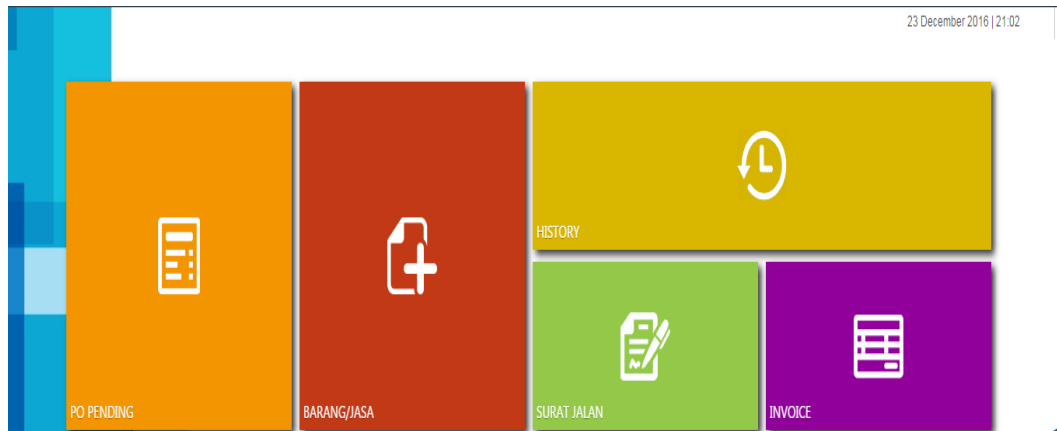 23 December 2016 | 21:02
HISTORY
PO PENDING
BARANG/JASA
SURAT JALAN
INVOICE